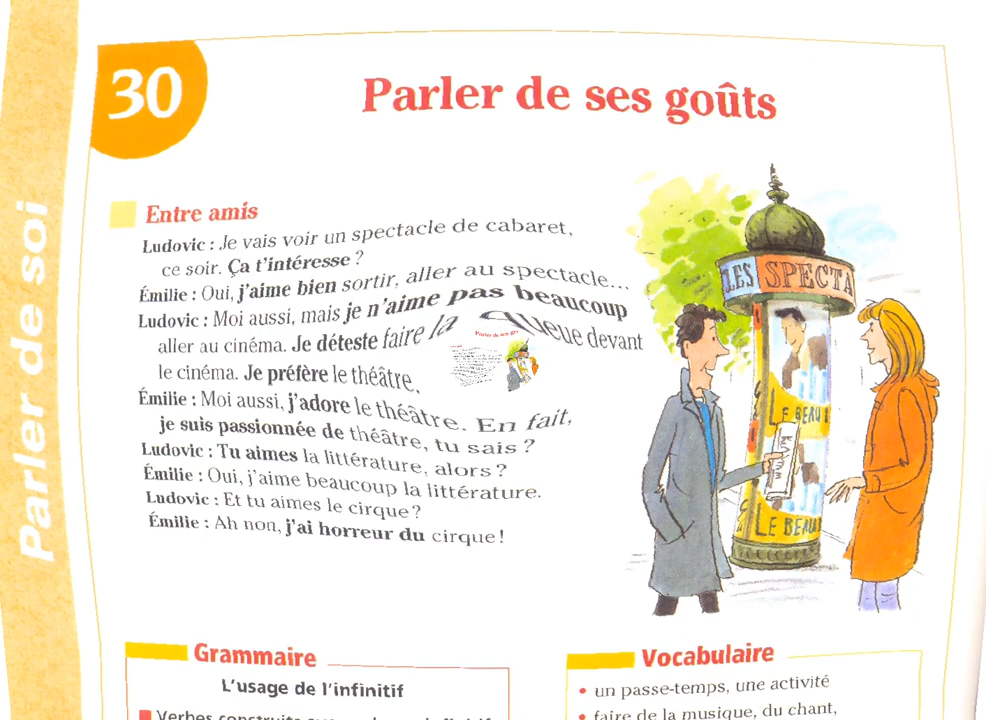 Parler de soi
30
Parler de ses goûts
Entre amis
Ludovic : Je vais voir un spectacle de cabaret,
ce soir. Ça t'intéresse ?
Émilie : Oui, j'aime bien sortir, aller au spectacle...
Ludovic : Moi aussi, mais je n'aime pas beaucoup
aller au cinéma. Je déteste faire la queue devant
le cinéma. Je préfère le théâtre.
Émilie : Moi aussi, j'adore le théâtre. En fait,
je suis passionnée de théâtre, tu sais ?
Ludovic : Tu aimes la littérature, alors ?
Émilie : Oui, j'aime beaucoup la littérature.
Ludovic : Et tu aimes le cirque ?
Émilie : Ah non, j'ai horreur du cirque !
LES SPECTA
LE BEAU
LE BEAU
Grammaire
L'usage de l'infinitif
Verbes construits
Vocabulaire
• un passe-temps, une activité
• faire de la musique, du chant,